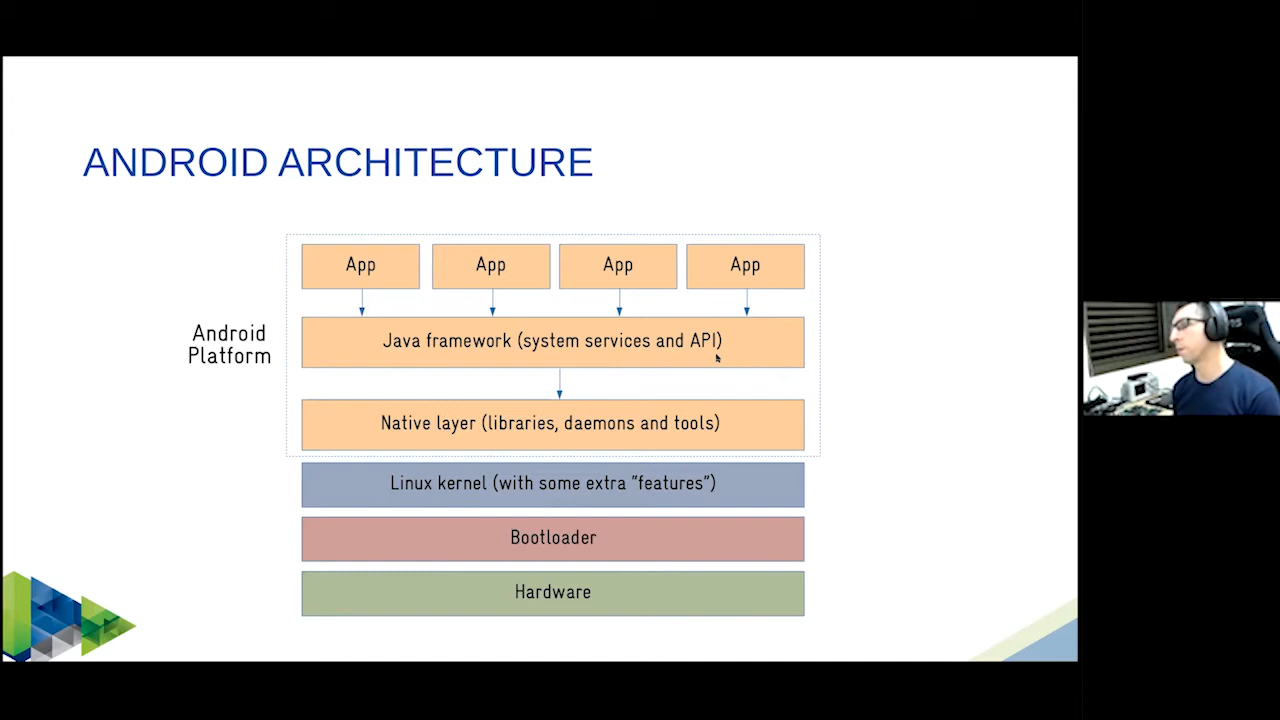 ANDROID ARCHITECTURE
App App App App
Android
Platform
Java framework (system services and API)
Native layer (libraries, daemons and tools)
Linux kernel (with some extra "features")
Bootloader
Hardware